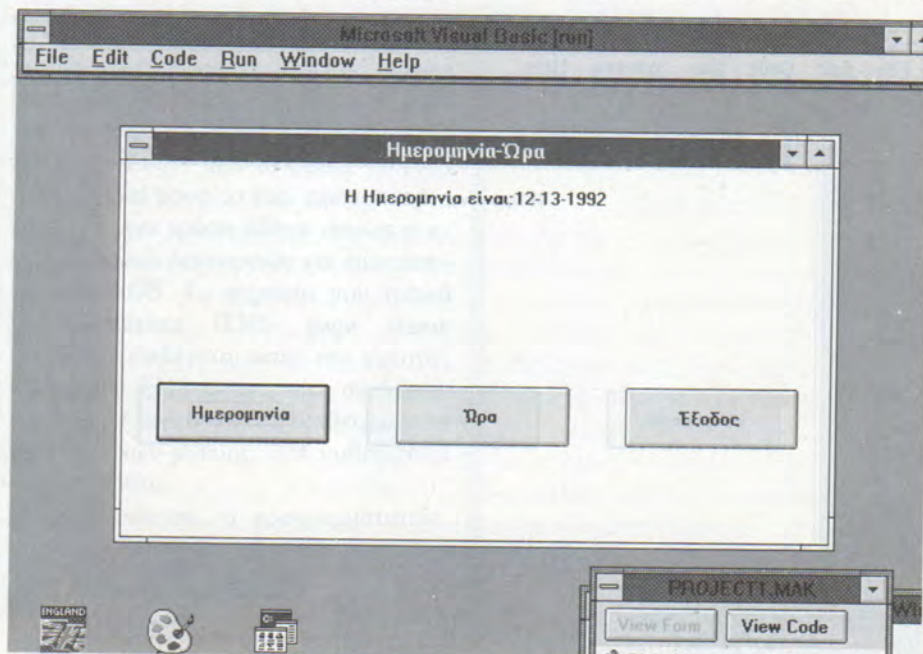 Microsoft Visual Basic [run]
File Edit Code Run Window Help
Ημερομηνία-Ώρα
Η Ημερομηνία είναι:12-13-1992
Ημερομηνία Ώρα Έξοδος
ENGLAND
PROJECT1.MAK
View Form View Code